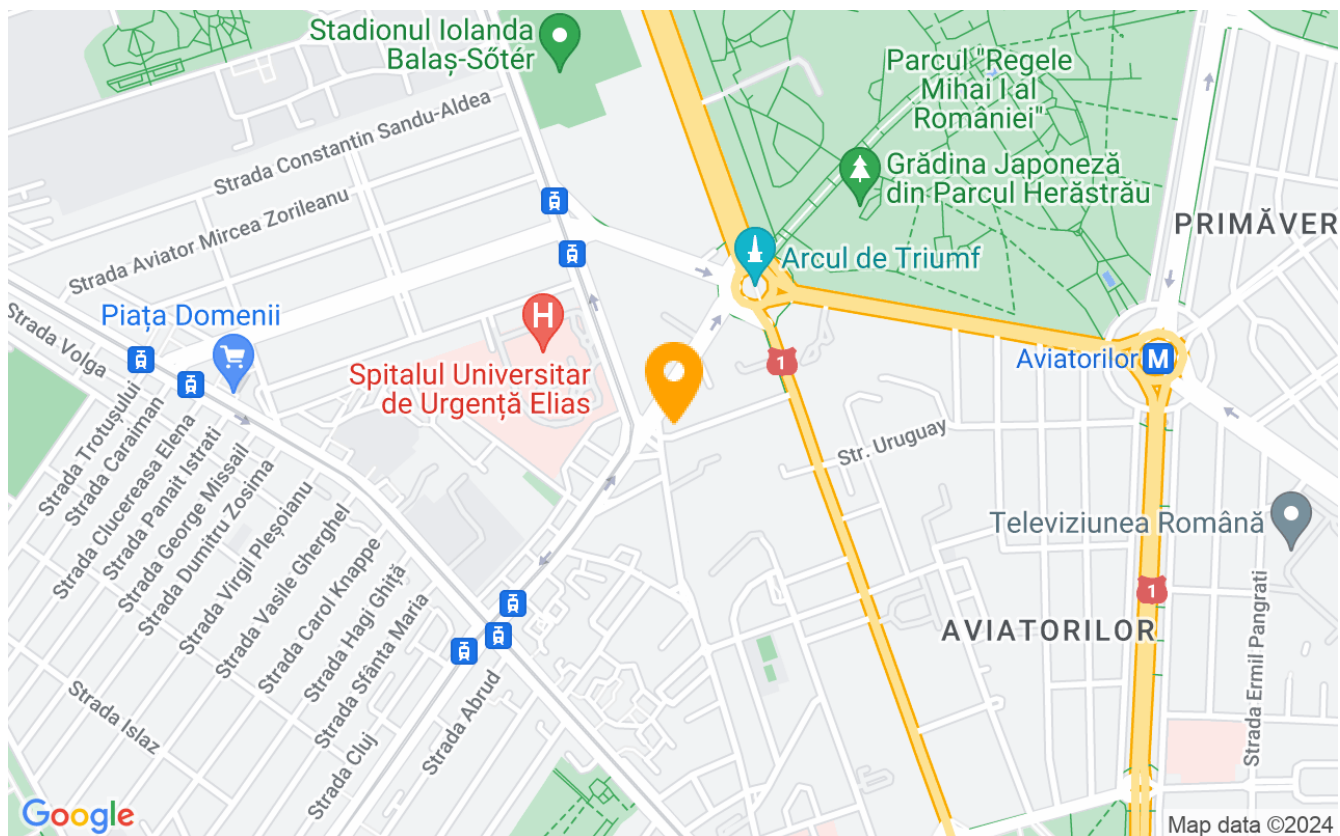 Stadionul Iolanda
Balaș-Sőtér
Parcul "Regele
Mihai I al
României"
Strada Constantin Sandu-Aldea
Grădina Japoneză
din Parcul Herăstrău
Strada Aviator Mircea Zorileanu
PRIMĂVER
Arcul de Triumf
Piața Domenii
H
Strada Volga
Aviatorilor
M
1
Spitalul Universitar
de Urgență Elias
Strada Trotușului
Strada Caraiman
Strada Clucereasa Elena
Strada Panait Istrati
Strada George Missail
Strada Dumitru Zosima
Strada Virgil Pleșoianu
Strada Vasile Gherghel
Strada Carol Knappe
Strada Hagi Ghiță
Strada Sfânta Maria
Str. Uruguay
Televiziunea Română
1
AVIATORILOR
Strada Ermil Pangrati
Strada Islaz
Strada Cluj
Strada Abrud
Google
Map data ©2024